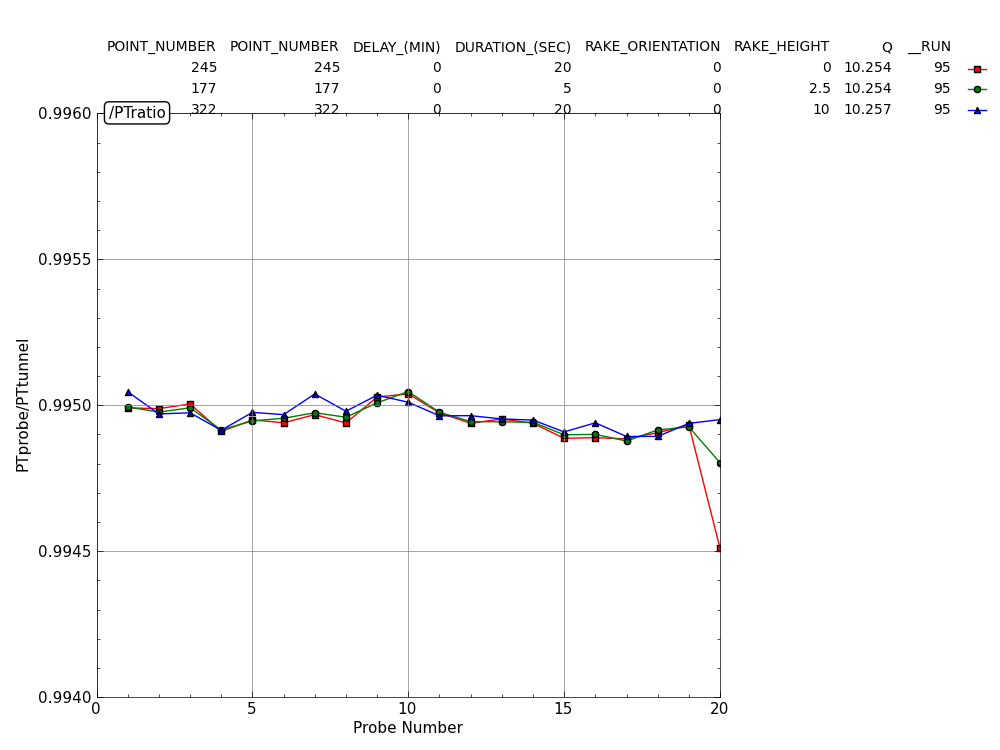 POINT_NUMBER POINT_NUMBER DELAY_(MIN) DURATION_(SEC) RAKE_ORIENTATION RAKE_HEIGHT Q __RUN
245 245 0 20 0 0 10.254 95
177 177 0 5 0 2.5 10.254 95
322 322 0 20 0 10 10.257 95
/PTratio
0.9960
0.9955
0.9950
0.9945
0.9940
PTprobe/PTtunnel
0 5 10 15 20
Probe Number